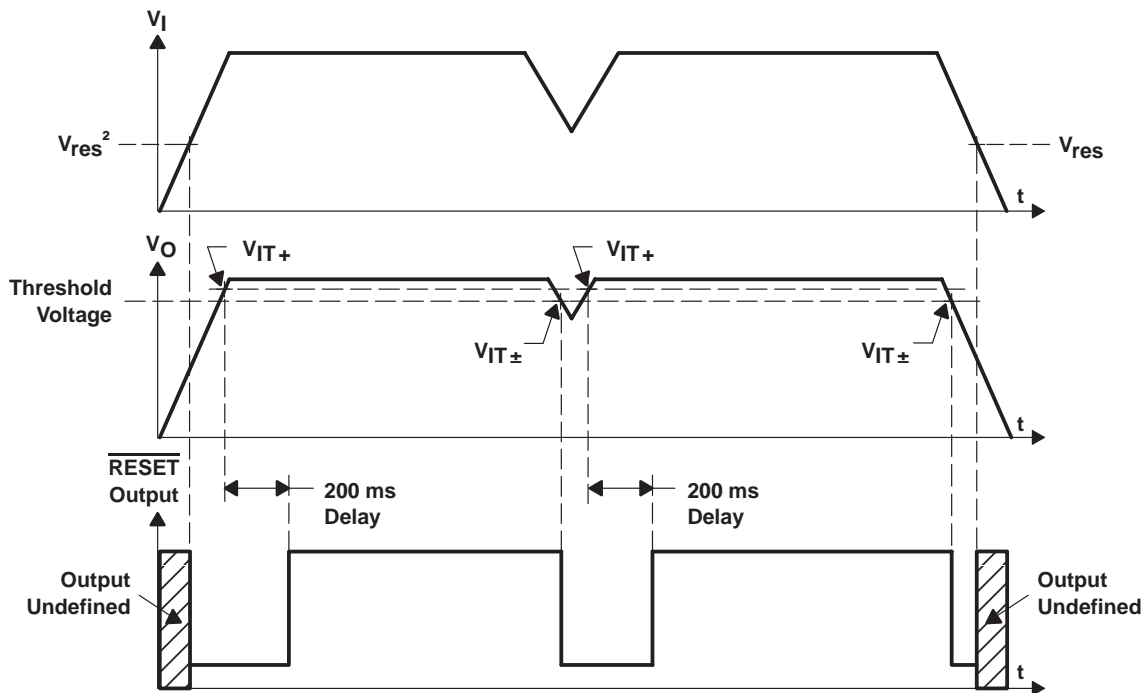 VI
Vres²
Vres
t
VO
VIT+
VIT+
Threshold
Voltage
VIT±
VIT±
t
RESET
Output
200 ms
Delay
200 ms
Delay
Output
Undefined
Output
Undefined
t